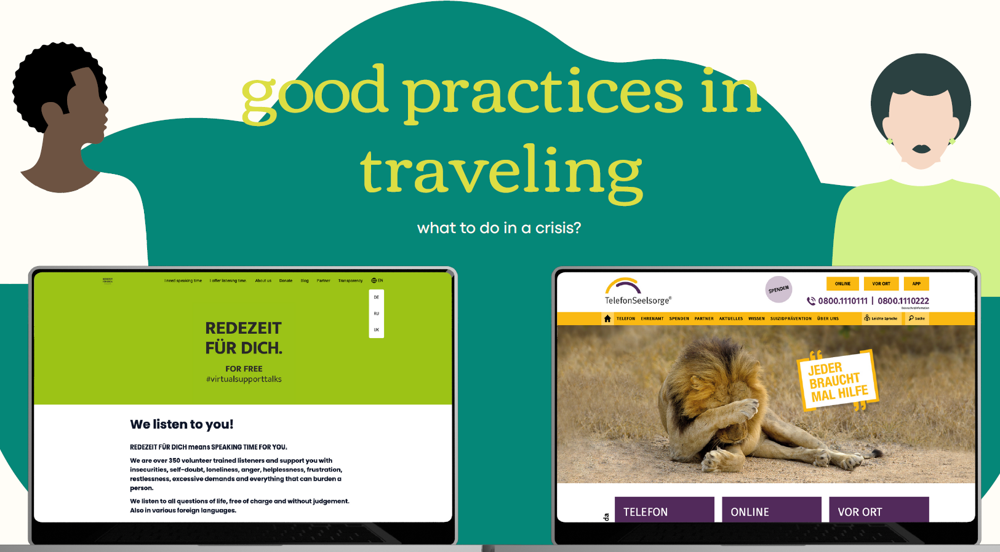 good practices in
traveling
what to do in a crisis?
REDEZEIT
FÜR DICH.
I need speaking time
I offer listening time.
About us
Donate
Blog
Partner
Transparency
EN
DE
RU
UK
REDEZEIT
FÜR DICH.
FOR FREE
#virtualsupporttalks
We listen to you!
REDEZEIT FÜR DICH means SPEAKING TIME FOR YOU.
We are over 350 volunteer trained listeners and support you with
insecurities, self-doubt, loneliness, anger, helplessness, frustration,
restlessness, excessive demands and everything that can burden a
person.
We listen to all questions of life, free of charge and without judgement.
Also in various foreign languages.
TelefonSeelsorge®
SPENDEN
ONLINE
VOR ORT
APP
0800.1110111 | 0800.1110222
Datenschutzinformation
TELEFON
EHRENAMT
SPENDEN
PARTNER
AKTUELLES
WISSEN
SUIZIDPRÄVENTION
ÜBER UNS
Leichte Sprache
Suche
JEDER
BRAUCHT
MAL HILFE
da
TELEFON
ONLINE
VOR ORT